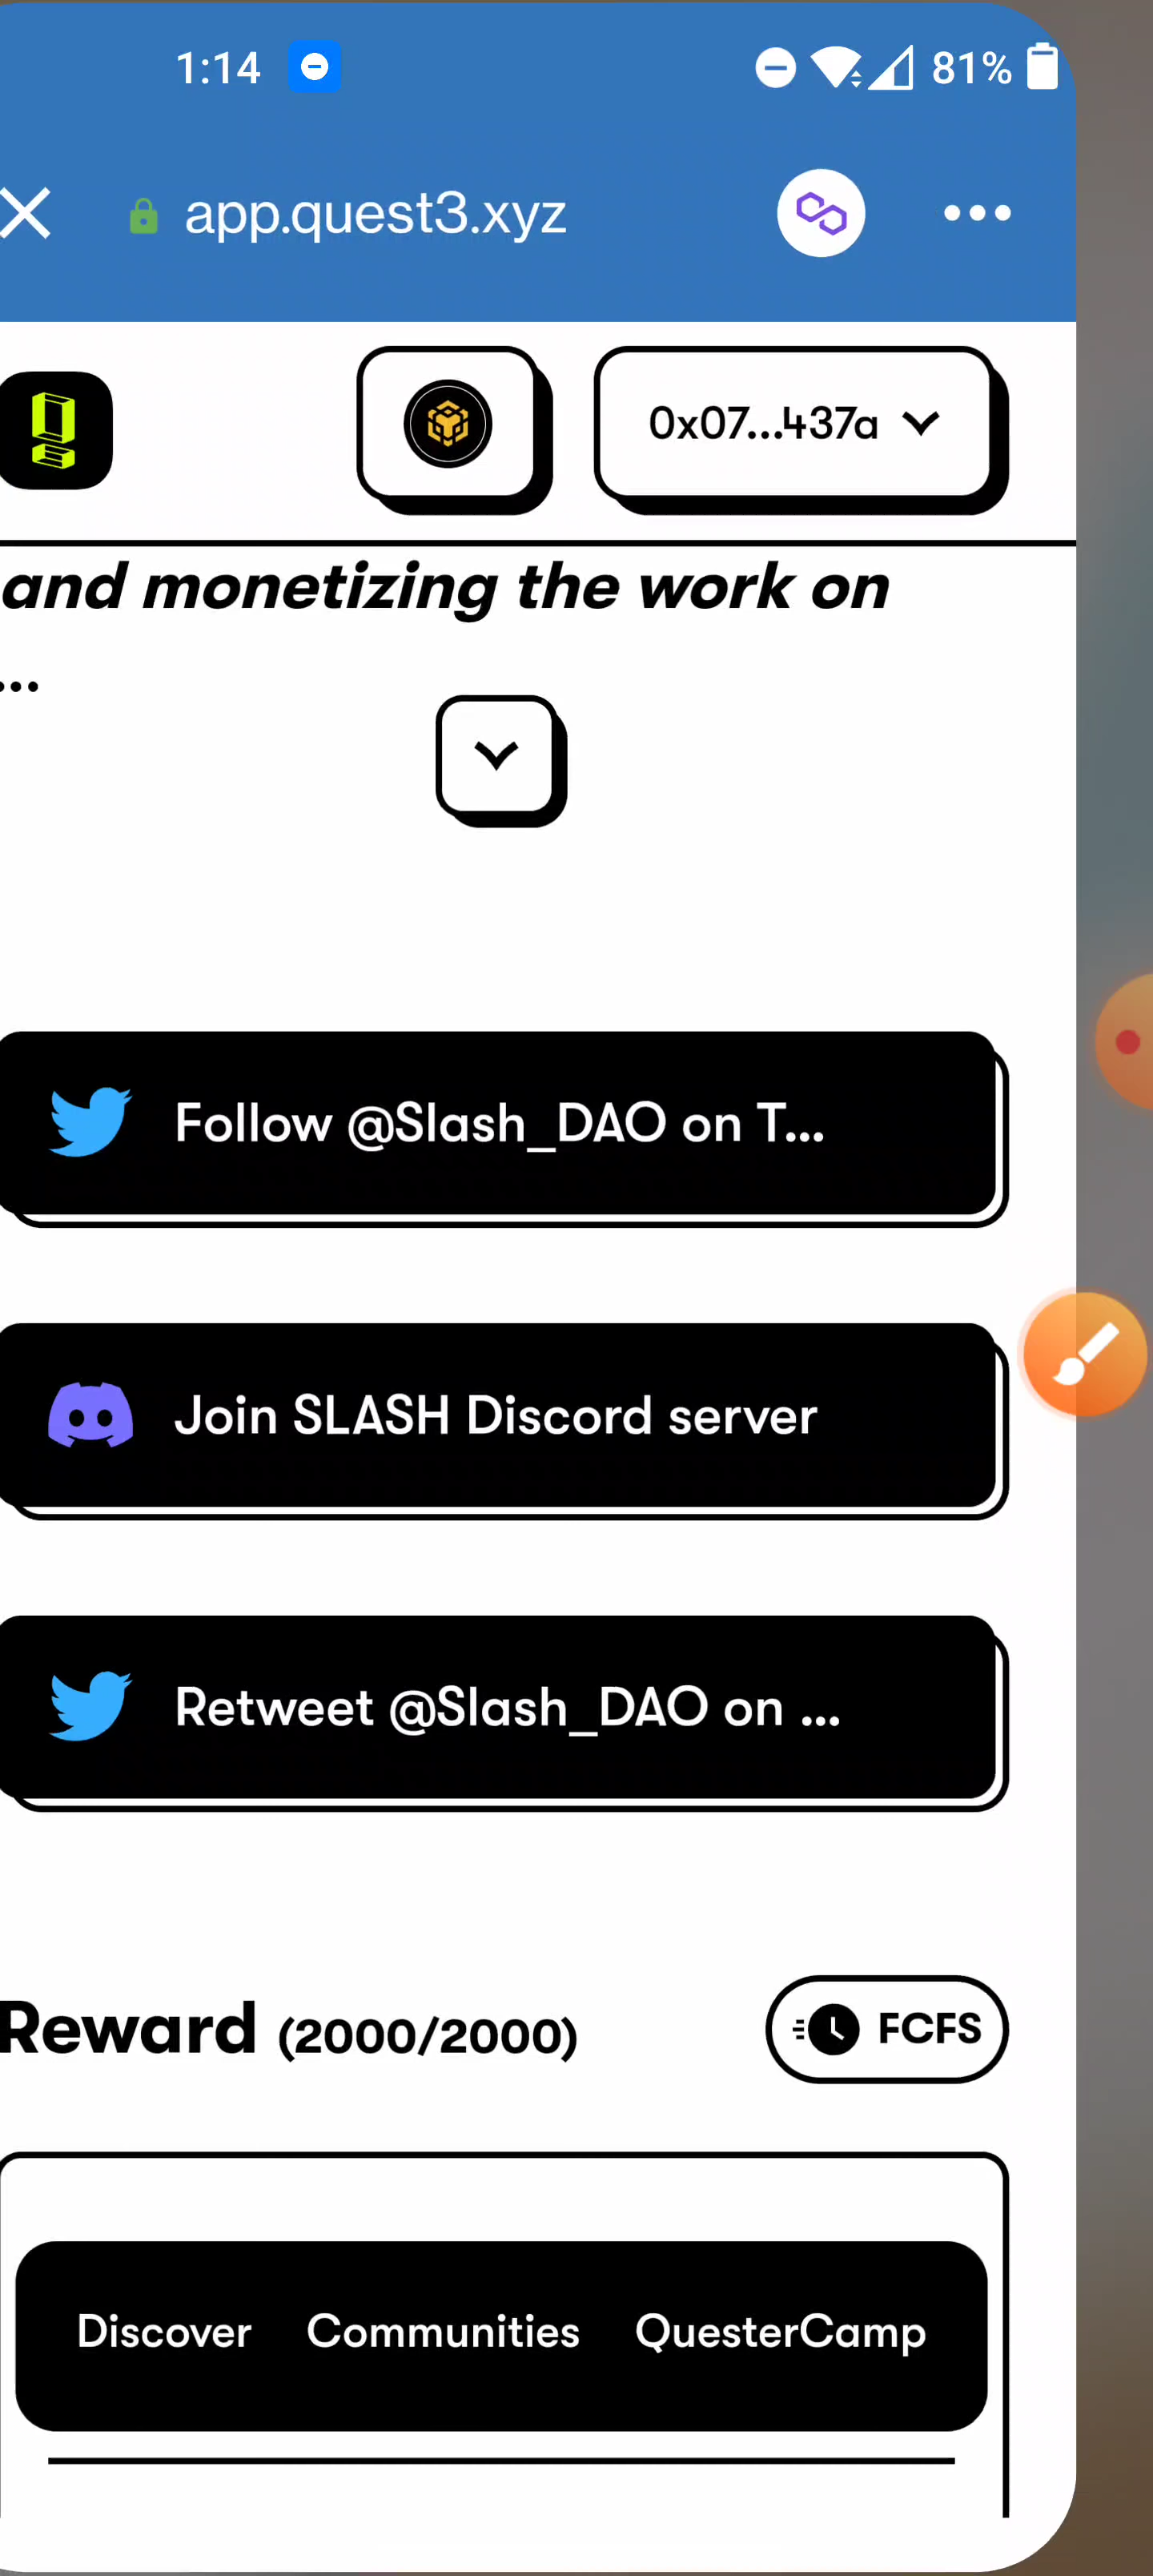 1:14
81%
app.quest3.xyz
0x07...437a
and monetizing the work on
...
Follow @Slash_DAO on T...
Join SLASH Discord server
Retweet @Slash_DAO on ...
Reward (2000/2000)
FCFS
Discover Communities QuesterCamp